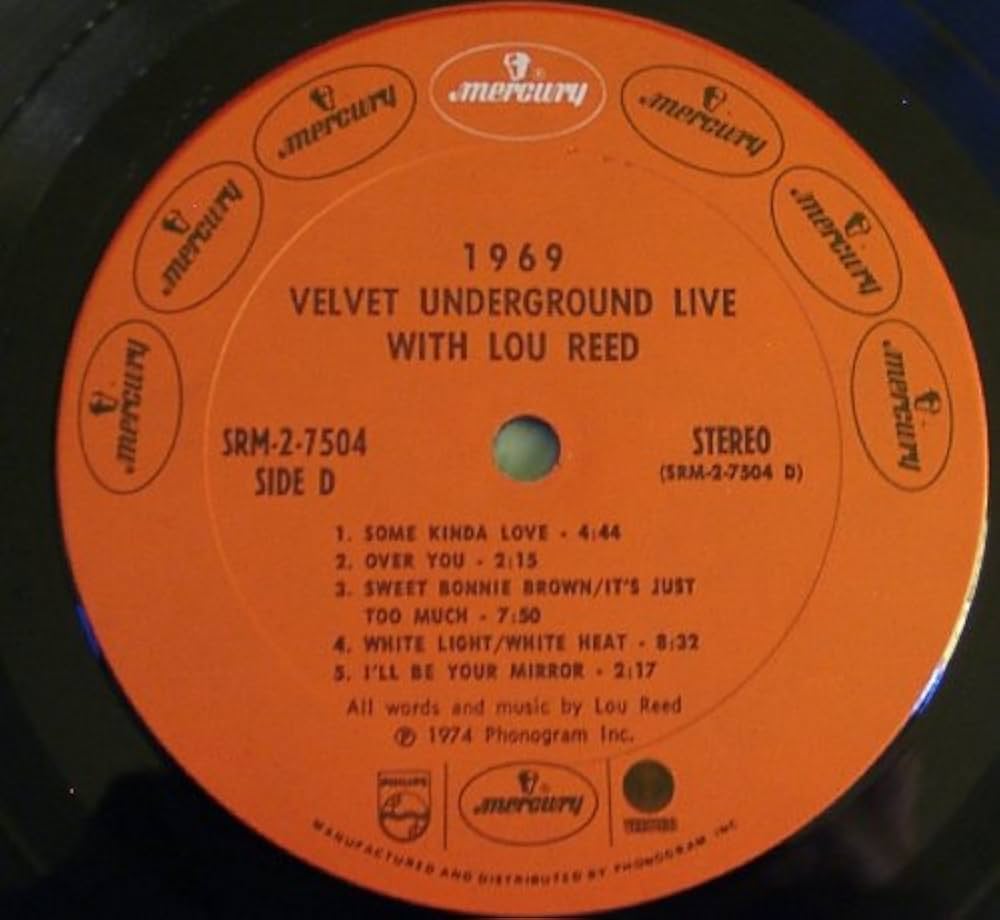 mercury
mercury
mercury
mercury ®
mercury
mercury
mercury
1969
VELVET UNDERGROUND LIVE
WITH LOU REED
SRM-2-7504
SIDE D
STEREO
(SRM-2-7504 D)
1. SOME KINDA LOVE - 4:44
2. OVER YOU - 2:15
3. SWEET BONNIE BROWN/IT'S JUST
TOO MUCH - 7:50
4. WHITE LIGHT/WHITE HEAT - 8:32
5. I'LL BE YOUR MIRROR - 2:17
All words and music by Lou Reed
℗ 1974 Phonogram Inc.
PHILIPS
mercury
VERTIGO
MANUFACTURED AND DISTRIBUTED BY PHONOGRAM INC